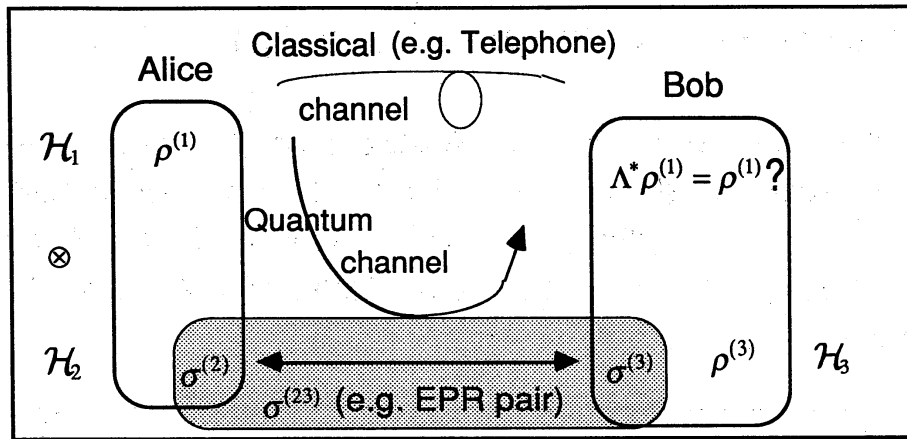 Classical (e.g. Telephone)
Alice
Bob
channel
ℋ₁
ρ⁽¹⁾
Λ*ρ⁽¹⁾ = ρ⁽¹⁾?
Quantum
⊗
channel
ℋ₂
σ⁽²⁾
σ⁽³⁾
ρ⁽³⁾
ℋ₃
σ⁽²³⁾ (e.g. EPR pair)